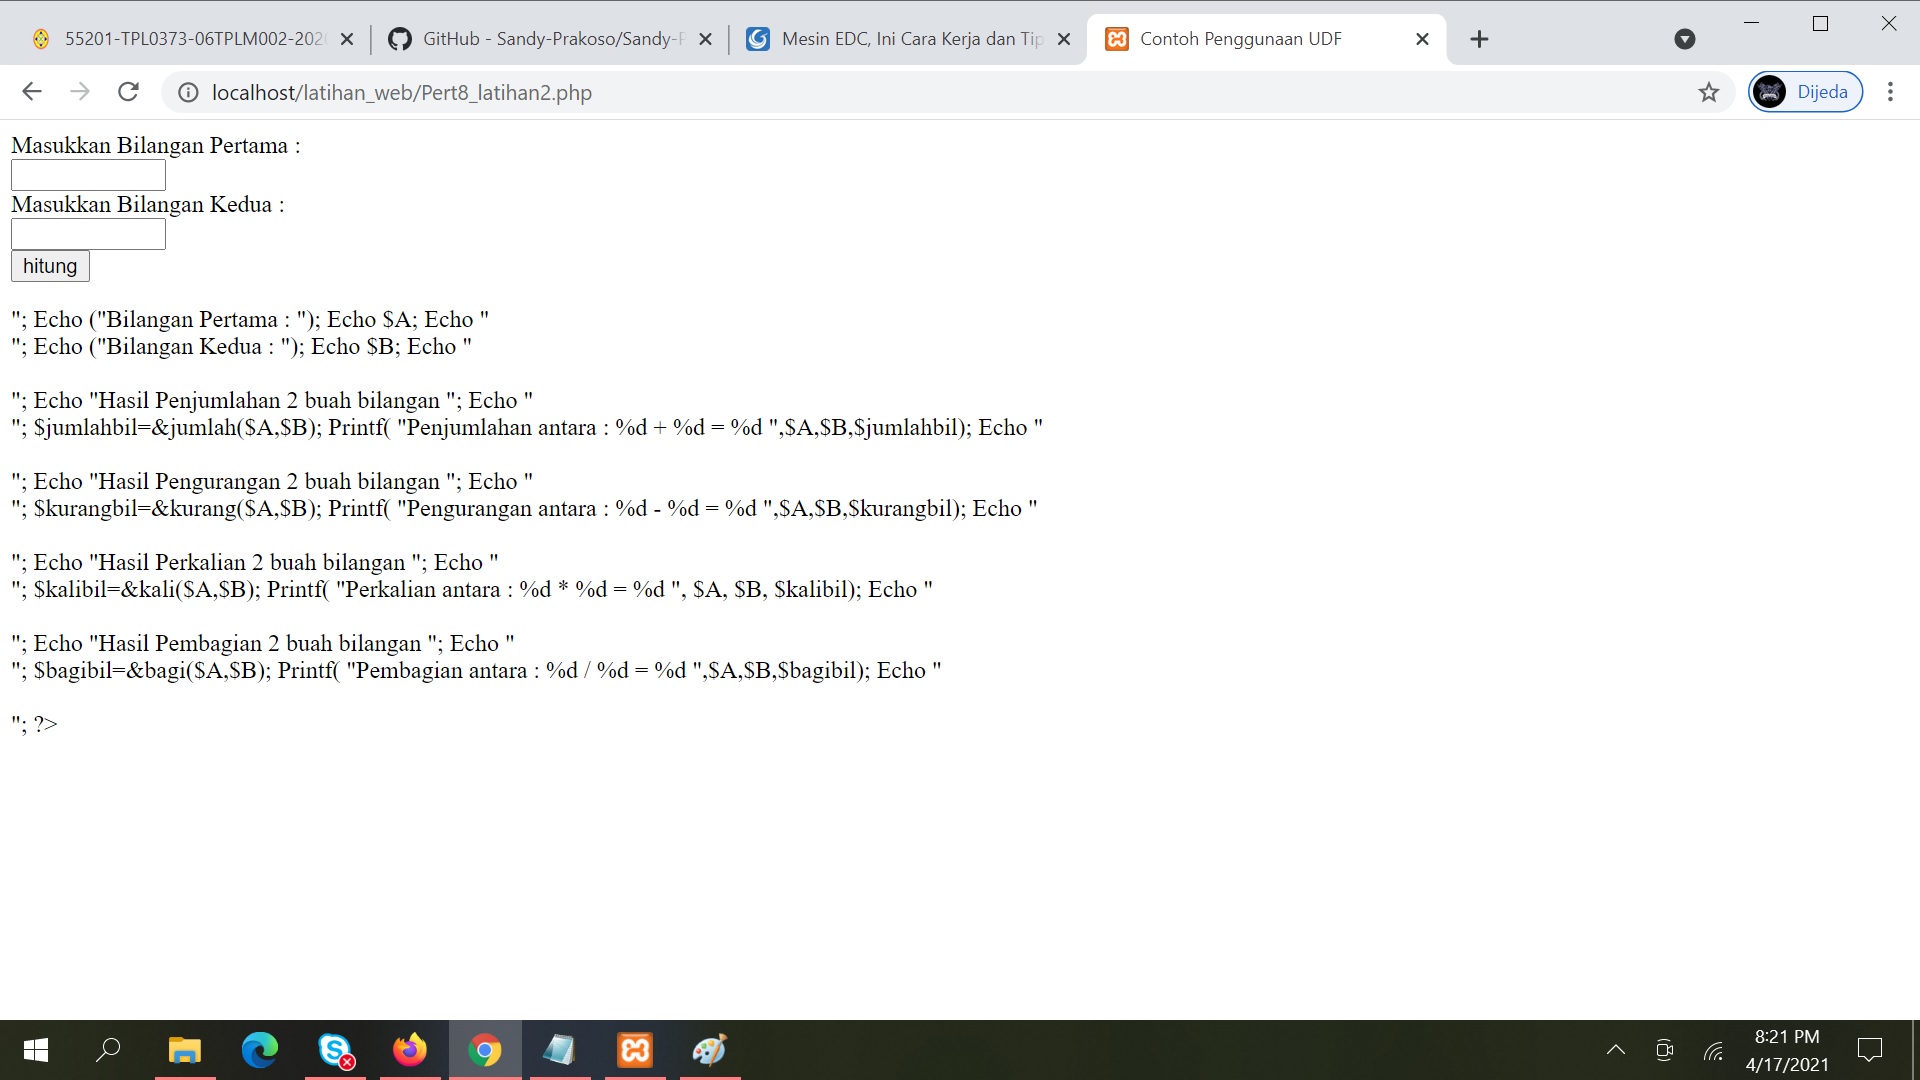 55201-TPL0373-06TPLM002-202
GitHub - Sandy-Prakoso/Sandy-P
Mesin EDC, Ini Cara Kerja dan Tip
Contoh Penggunaan UDF
localhost/latihan_web/Pert8_latihan2.php
Dijeda
Masukkan Bilangan Pertama :
Masukkan Bilangan Kedua :
hitung
"; Echo ("Bilangan Pertama : "); Echo $A; Echo "
"; Echo ("Bilangan Kedua : "); Echo $B; Echo "
"; Echo "Hasil Penjumlahan 2 buah bilangan "; Echo "
"; $jumlahbil=&jumlah($A,$B); Printf( "Penjumlahan antara : %d + %d = %d ",$A,$B,$jumlahbil); Echo "
"; Echo "Hasil Pengurangan 2 buah bilangan "; Echo "
"; $kurangbil=&kurang($A,$B); Printf( "Pengurangan antara : %d - %d = %d ",$A,$B,$kurangbil); Echo "
"; Echo "Hasil Perkalian 2 buah bilangan "; Echo "
"; $kalibil=&kali($A,$B); Printf( "Perkalian antara : %d * %d = %d ", $A, $B, $kalibil); Echo "
"; Echo "Hasil Pembagian 2 buah bilangan "; Echo "
"; $bagibil=&bagi($A,$B); Printf( "Pembagian antara : %d / %d = %d ",$A,$B,$bagibil); Echo "
"; ?>
8:21 PM
4/17/2021